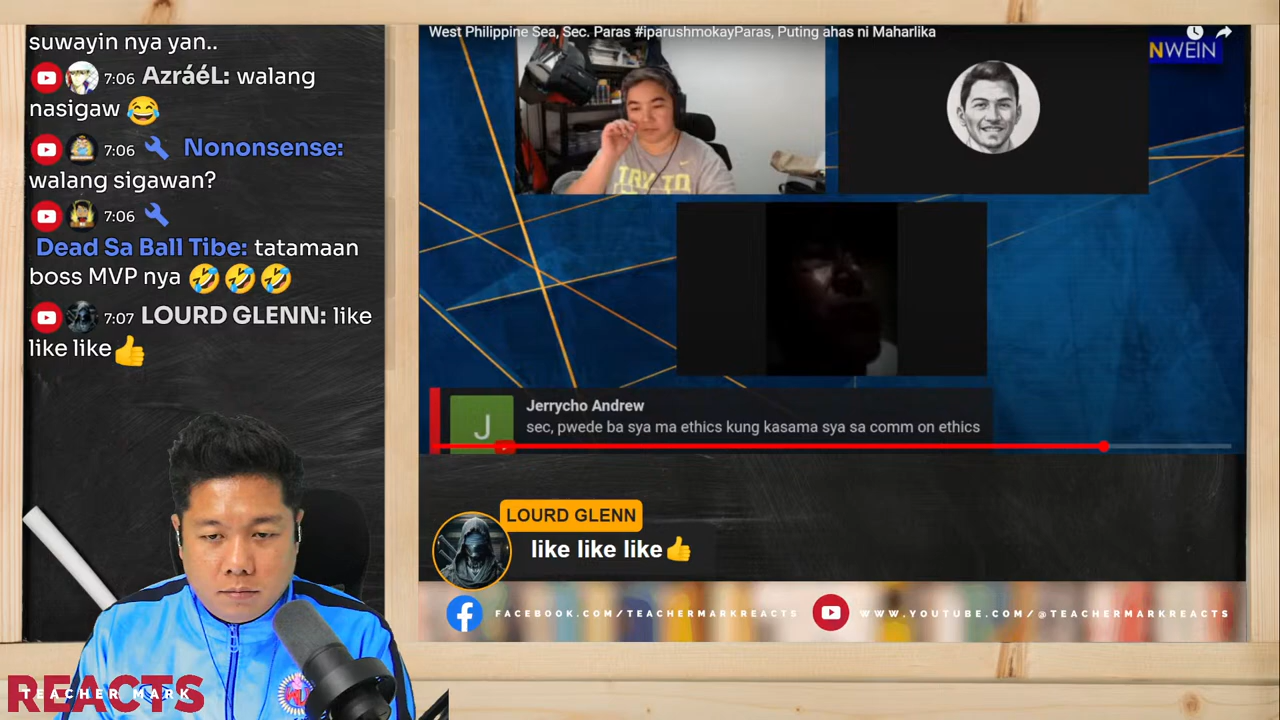 suwayin nya yan..
7:06 AzráéL: walang
nasigaw 😂
7:06 Nononsense:
walang sigawan?
7:06
Dead Sa Ball Tibe: tatamaan
boss MVP nya 🤣🤣🤣
7:07 LOURD GLENN: like
like like👍
West Philippine Sea, Sec. Paras #iparushmokayParas, Puting ahas ni Maharlika
NWEIN
TRY TO
J
Jerrycho Andrew
sec, pwede ba sya ma ethics kung kasama sya sa comm on ethics
LOURD GLENN
like like like👍
FACEBOOK.COM/TEACHERMARKREACTS
WWW.YOUTUBE.COM/@TEACHERMARKREACTS
TEACHER MARK
REACTS